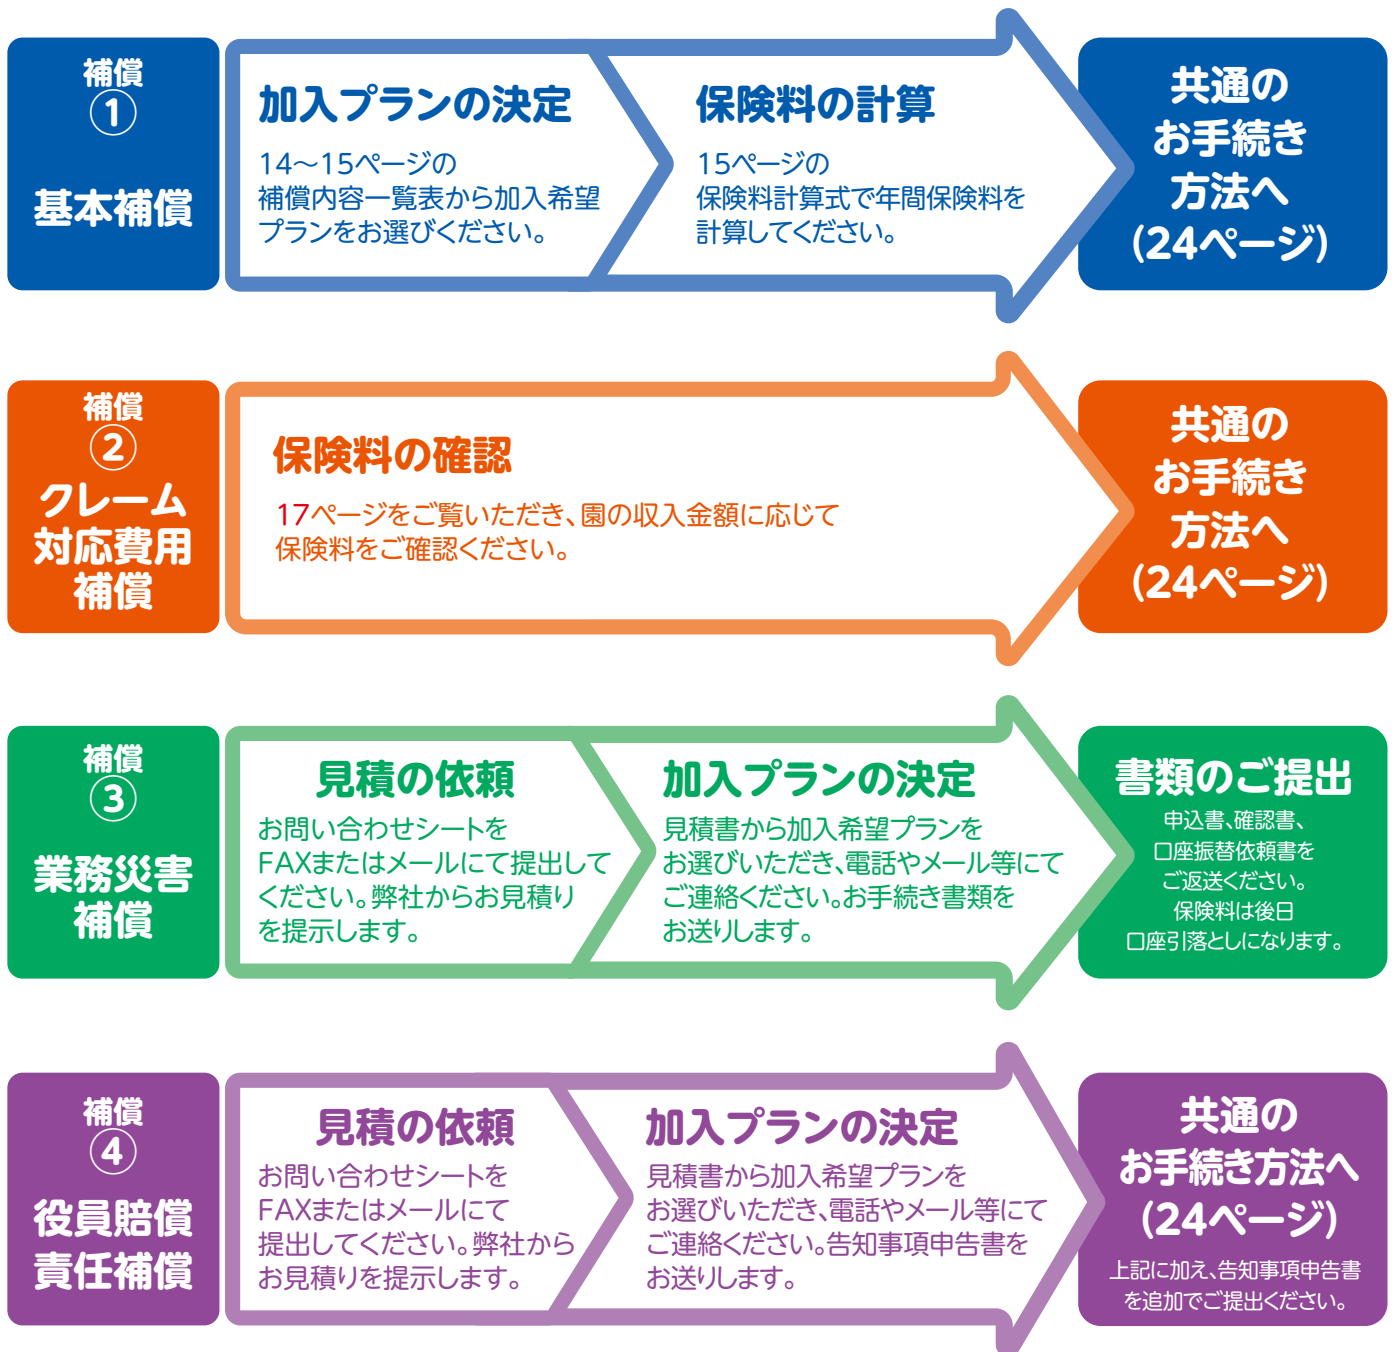 補償
①
基本補償
加入プランの決定
14〜15ページの
補償内容一覧表から加入希望
プランをお選びください。
保険料の計算
15ページの
保険料計算式で年間保険料を
計算してください。
共通の
お手続き
方法へ
(24ページ)
補償
②
クレーム
対応費用
補償
保険料の確認
17ページをご覧いただき、園の収入金額に応じて
保険料をご確認ください。
共通の
お手続き
方法へ
(24ページ)
補償
③
業務災害
補償
見積の依頼
お問い合わせシートを
FAXまたはメールにて提出して
ください。弊社からお見積り
を提示します。
加入プランの決定
見積書から加入希望プランを
お選びいただき、電話やメール等にて
ご連絡ください。お手続き書類を
お送りします。
書類のご提出
申込書、確認書、
口座振替依頼書を
ご返送ください。
保険料は後日
口座引落としになります。
補償
④
役員賠償
責任補償
見積の依頼
お問い合わせシートを
FAXまたはメールにて
提出してください。弊社から
お見積りを提示します。
加入プランの決定
見積書から加入希望プランを
お選びいただき、電話やメール等にて
ご連絡ください。告知事項申告書を
お送りします。
共通の
お手続き方法へ
(24ページ)
上記に加え、告知事項申告書
を追加でご提出ください。